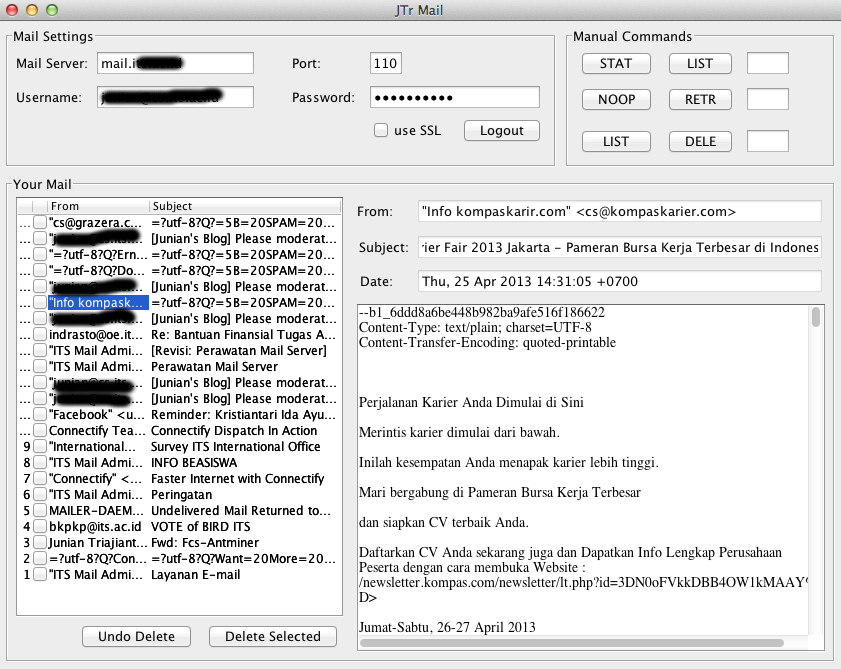 JTr Mail
Mail Settings
Mail Server: mail.i
Port: 110
Username:
Password: ••••••••••
use SSL
Logout
Manual Commands
STAT LIST
NOOP RETR
LIST DELE
Your Mail
From Subject
... "cs@grazera.c... =?utf-8?Q?=5B=20SPAM=20...
... [Junian's Blog] Please moderat...
... "=?utf-8?Q?Ern... =?utf-8?Q?=5B=20SPAM=20...
... =?utf-8?Q?Do... =?utf-8?Q?=5B=20SPAM=20...
... [Junian's Blog] Please moderat...
... "Info kompask... =?utf-8?Q?=5B=20SPAM=20...
... [Junian's Blog] Please moderat...
... indrasto@oe.it... Re: Bantuan Finansial Tugas A...
... "ITS Mail Admi... [Revisi: Perawatan Mail Server]
... "ITS Mail Admi... Perawatan Mail Server
... [Junian's Blog] Please moderat...
... [Junian's Blog] Please moderat...
... "Facebook" <u... Reminder: Kristiantari Ida Ayu...
... Connectify Tea... Connectify Dispatch In Action
9 "International... Survey ITS International Office
8 "ITS Mail Admi... INFO BEASISWA
7 "Connectify" <... Faster Internet with Connectify
6 "ITS Mail Admi... Peringatan
5 MAILER-DAEM... Undelivered Mail Returned to...
4 bkpkp@its.ac.id VOTE of BIRD ITS
3 Junian Triajiant... Fwd: Fcs-Antminer
2 =?utf-8?Q?Con... =?utf-8?Q?Want=20More=20...
1 "ITS Mail Admi... Layanan E-mail
Undo Delete
Delete Selected
From: "Info kompaskarir.com" <cs@kompaskarier.com>
Subject: rier Fair 2013 Jakarta - Pameran Bursa Kerja Terbesar di Indones
Date: Thu, 25 Apr 2013 14:31:05 +0700
--b1_6ddd8a6be448b982ba9afe516f186622
Content-Type: text/plain; charset=UTF-8
Content-Transfer-Encoding: quoted-printable
Perjalanan Karier Anda Dimulai di Sini
Merintis karier dimulai dari bawah.
Inilah kesempatan Anda menapak karier lebih tinggi.
Mari bergabung di Pameran Bursa Kerja Terbesar
dan siapkan CV terbaik Anda.
Daftarkan CV Anda sekarang juga dan Dapatkan Info Lengkap Perusahaan
Peserta dengan cara membuka Website :
/newsletter.kompas.com/newsletter/lt.php?id=3DN0oFVkkDBB4OW1kMAAY
D>
Jumat-Sabtu, 26-27 April 2013